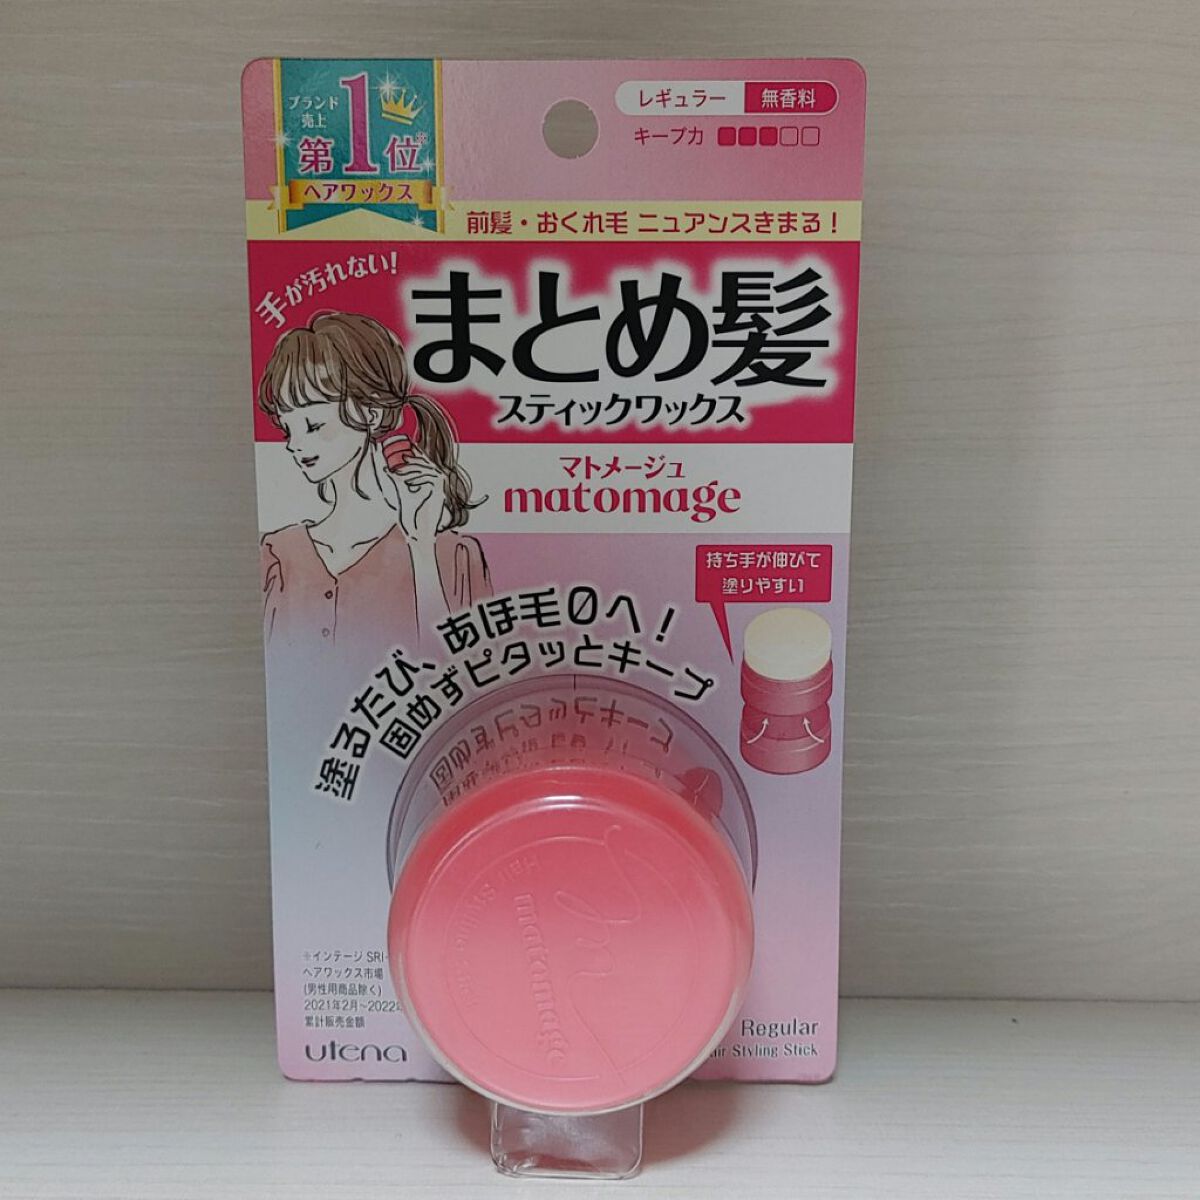 ブランド
売上
第1位※
ヘアワックス
レギュラー 無香料
キープ力
前髪・おくれ毛 ニュアンスきまる!
手が汚れない!
まとめ髪
スティックワックス
マトメージュ
matomage
持ち手が伸びて
塗りやすい
塗るたび、あほ毛0へ!
固めずピタッとキープ
matomage
※インテージ SRI
ヘアワックス市場
(男性用商品除く)
2021年2月~2022年
累計販売金額
utena
Regular
Styling Stick